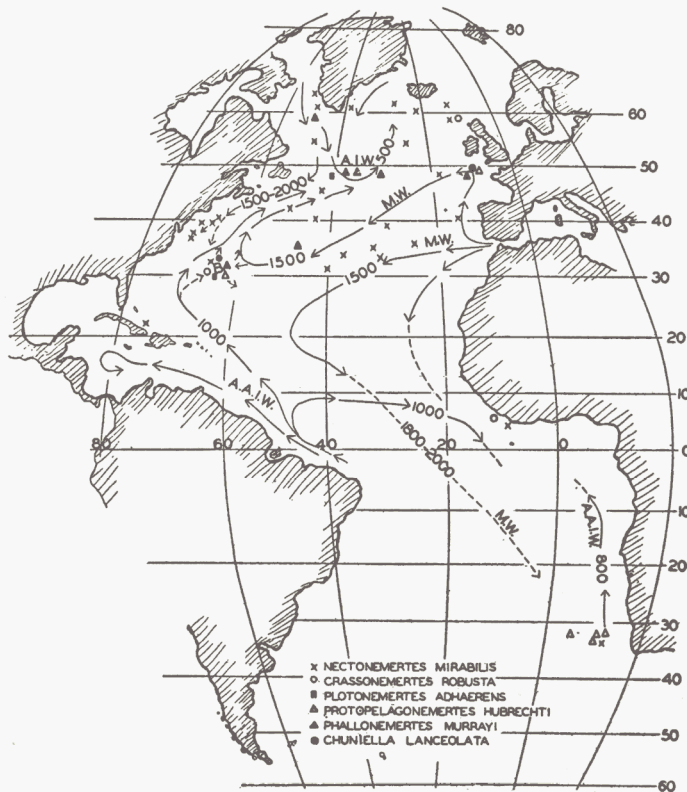 80
60
A.I.W.
500
50
1500-2000
M.W.
40
M.W.
1500
1500
30
1000
20
A.A.I.W.
1000
10
80
60
40
20
0
0
1800-2000
M.W.
A.A.I.W.
800
10
20
30
× NECTONEMERTES MIRABILIS
○ CRASSONEMERTES ROBUSTA
■ PLOTONEMERTES ADHAERENS
▲ PROTOPELAGONEMERTES HUBRECHTI
▲ PHALLONEMERTES MURRAYI
● CHUNIELLA LANCEOLATA
40
50
60